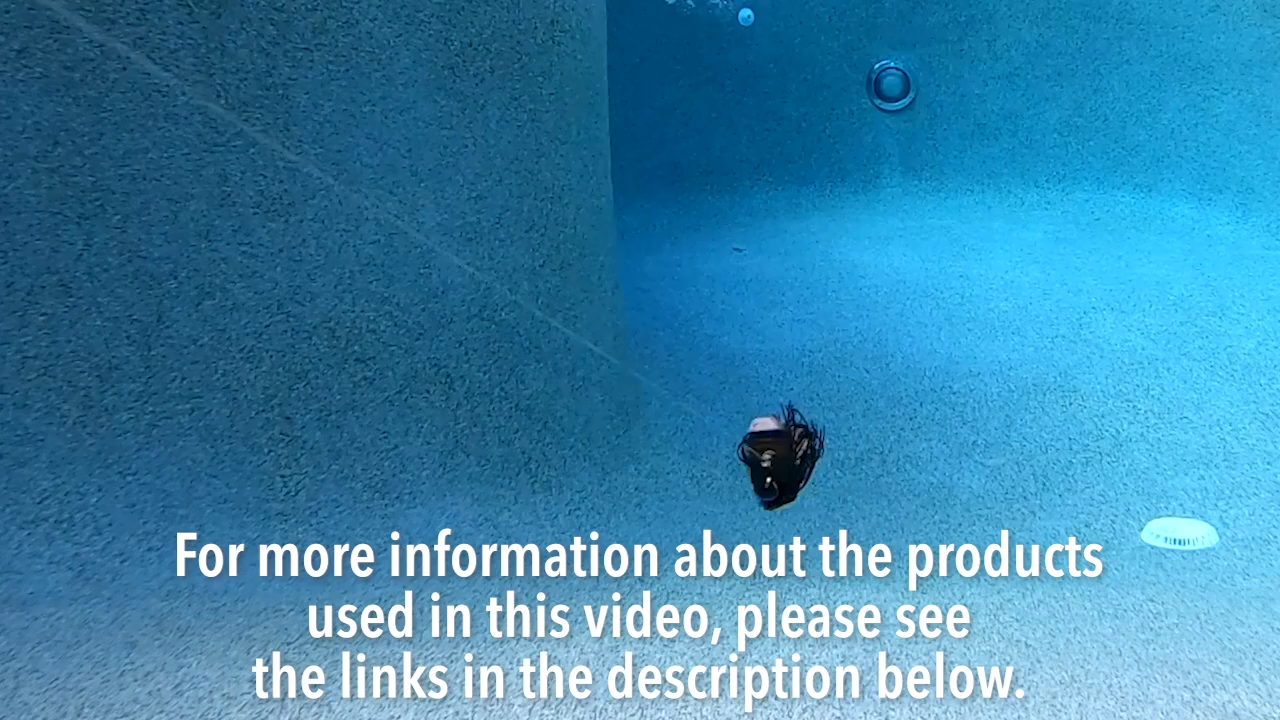 For more information about the products
used in this video, please see
the links in the description below.